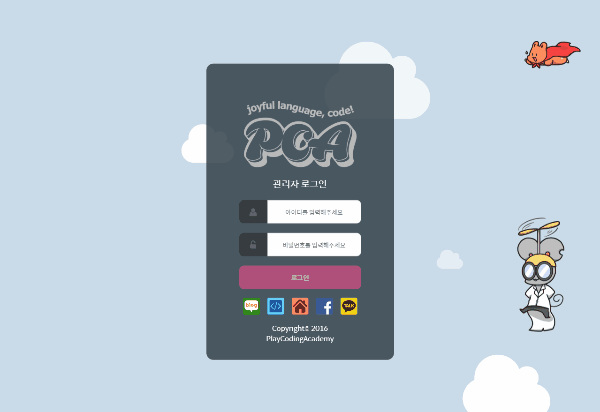 joyful language, code!
PCA
관리자 로그인
아이디를 입력해주세요
비밀번호를 입력해주세요
로그인
blog </> f TALK
Copyright© 2016
PlayCodingAcademy